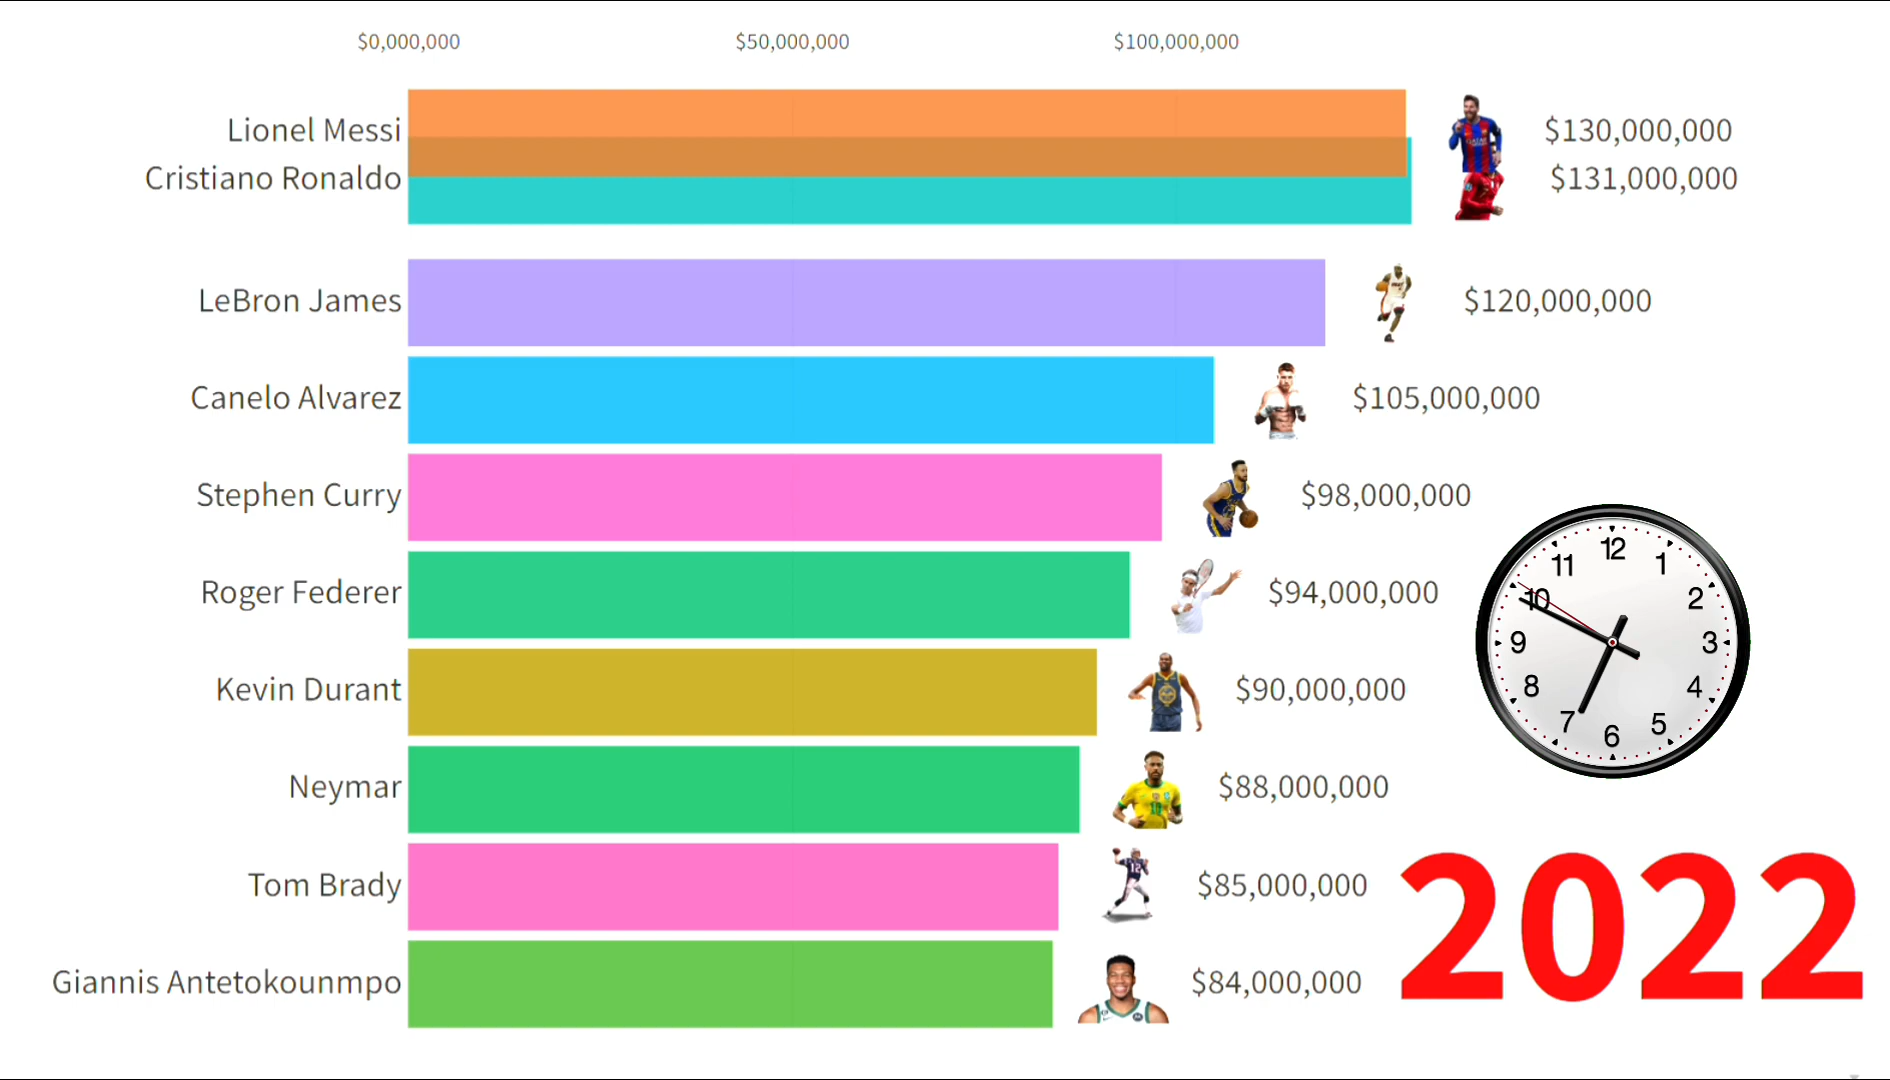 $0,000,000 $50,000,000 $100,000,000
Lionel Messi $130,000,000
Cristiano Ronaldo $131,000,000
LeBron James $120,000,000
Canelo Alvarez $105,000,000
Stephen Curry $98,000,000
Roger Federer $94,000,000
Kevin Durant $90,000,000
Neymar $88,000,000
Tom Brady $85,000,000
Giannis Antetokounmpo $84,000,000
12
1
2
3
4
5
6
7
8
9
10
11
2022